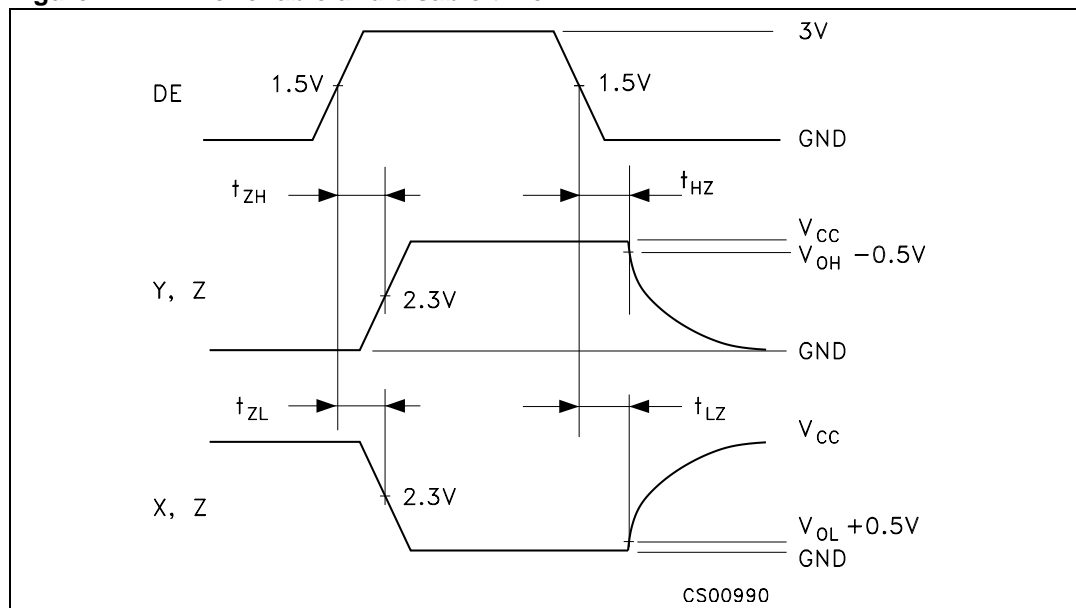 3V
1.5V
1.5V
DE
GND
tZH
tHZ
VCC
VOH -0.5V
Y, Z
2.3V
GND
tZL
tLZ
VCC
2.3V
X, Z
VOL +0.5V
GND
CS00990